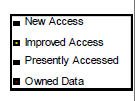 New Access
Improved Access
Presently Accessed
Owned Data